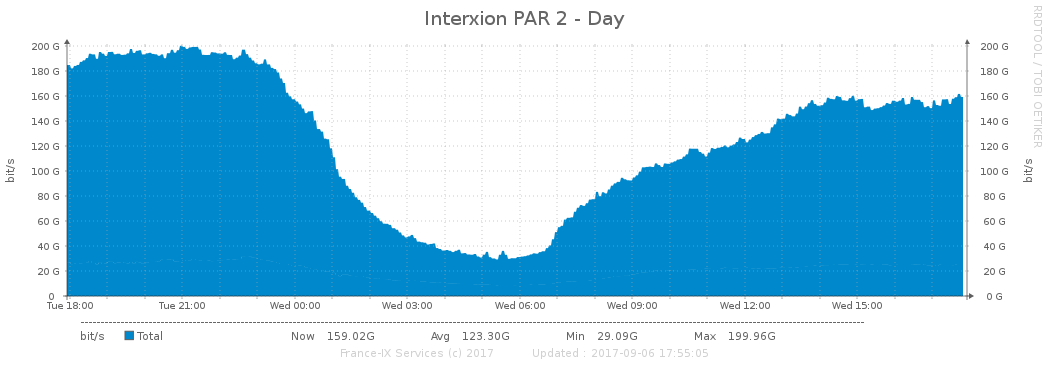 Interxion PAR 2 - Day
RRDTOOL / TOBI OETIKER
bit/s
200 G
180 G
160 G
140 G
120 G
100 G
80 G
60 G
40 G
20 G
0
200 G
180 G
160 G
140 G
120 G
100 G
80 G
60 G
40 G
20 G
0 G
bit/s
Tue 18:00 Tue 21:00 Wed 00:00 Wed 03:00 Wed 06:00 Wed 09:00 Wed 12:00 Wed 15:00
bit/s Total Now 159.02G Avg 123.30G Min 29.09G Max 199.96G
France-IX Services (c) 2017 Updated : 2017-09-06 17:55:05